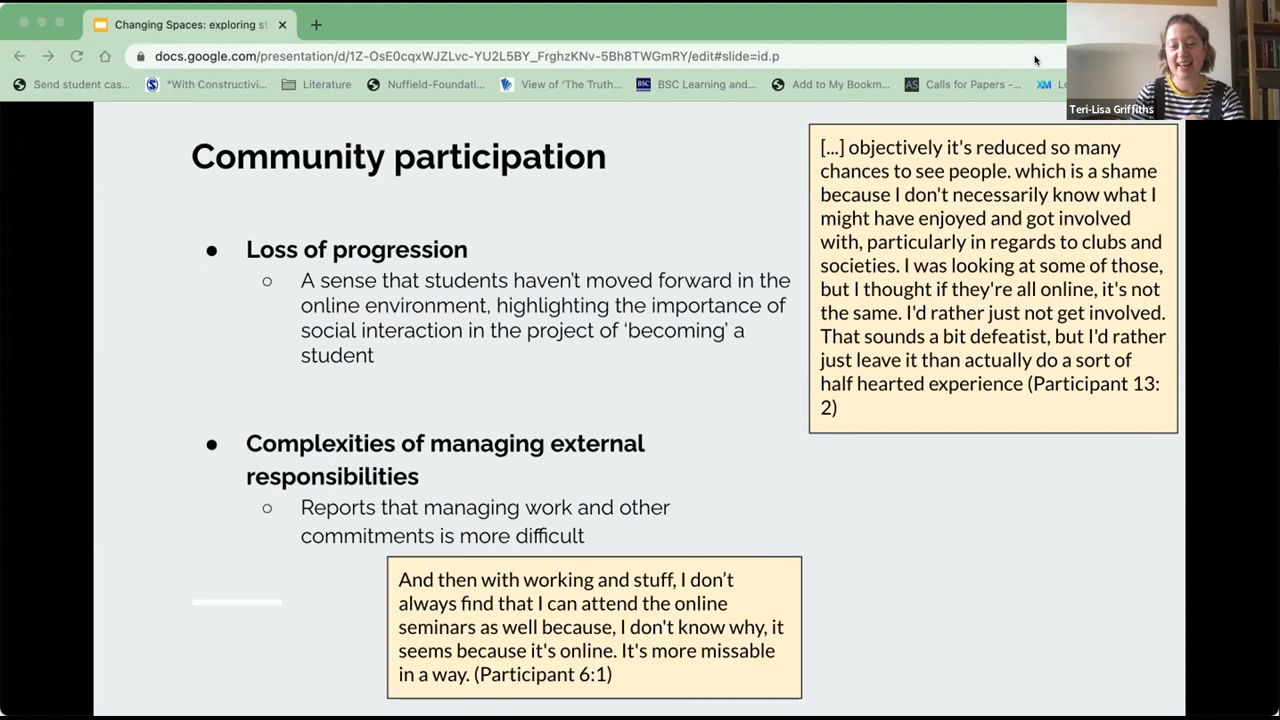 Changing Spaces: exploring st
docs.google.com/presentation/d/1Z-OsE0cqxWJZLvc-YU2L5BY_FrghzKNv-5Bh8TWGmRY/edit#slide=id.p
Send student cas...
"With Constructivi...
Literature
Nuffield-Foundati...
View of 'The Truth...
BSC Learning and...
Add to My Bookm...
Calls for Papers -...
Teri-Lisa Griffiths
Community participation
● Loss of progression
○ A sense that students haven't moved forward in the
online environment, highlighting the importance of
social interaction in the project of 'becoming' a
student
● Complexities of managing external
responsibilities
○ Reports that managing work and other
commitments is more difficult
And then with working and stuff, I don't
always find that I can attend the online
seminars as well because, I don't know why, it
seems because it's online. It's more missable
in a way. (Participant 6:1)
[...] objectively it's reduced so many
chances to see people. which is a shame
because I don't necessarily know what I
might have enjoyed and got involved
with, particularly in regards to clubs and
societies. I was looking at some of those,
but I thought if they're all online, it's not
the same. I'd rather just not get involved.
That sounds a bit defeatist, but I'd rather
just leave it than actually do a sort of
half hearted experience (Participant 13:
2)